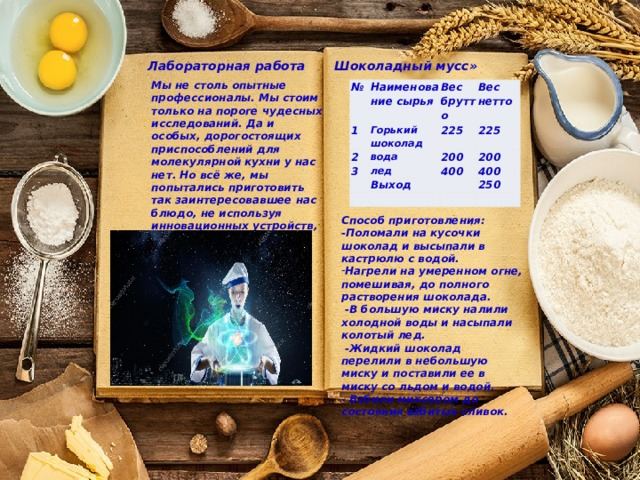 Лабораторная работа
Мы не столь опытные
профессионалы. Мы стоим
только на пороге чудесных
исследований. Да и
особых, дорогостоящих
приспособлений для
молекулярной кухни у нас
нет. Но всё же, мы
попытались приготовить
так заинтересовавшее нас
блюдо, не используя
инновационных устройств,
Шоколадный мусс»
№ Наименова Вес Вес
ние сырья брутт нетто
о
1 Горький 225 225
шоколад
2 вода 200 200
3 лед 400 400
Выход 250
Способ приготовления:
-Поломали на кусочки
шоколад и высыпали в
кастрюлю с водой.
-Нагрели на умеренном огне,
помешивая, до полного
растворения шоколада.
-В большую миску налили
холодной воды и насыпали
колотый лед.
-Жидкий шоколад
перелили в небольшую
миску и поставили ее в
миску со льдом и водой.
- Взбили миксером до
состояния взбитых сливок.